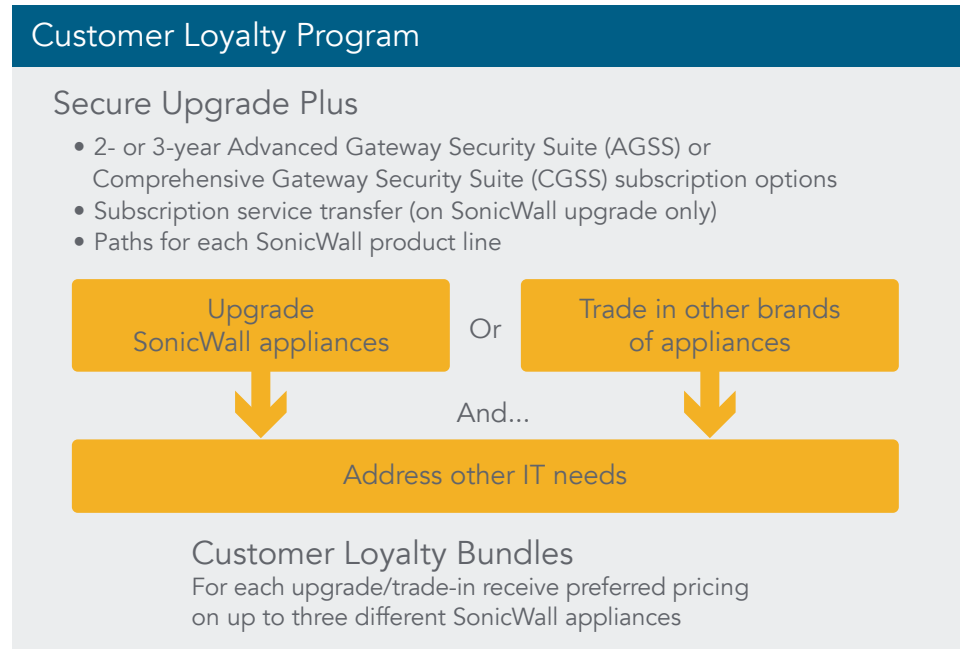 Customer Loyalty Program
Secure Upgrade Plus
• 2- or 3-year Advanced Gateway Security Suite (AGSS) or
Comprehensive Gateway Security Suite (CGSS) subscription options
• Subscription service transfer (on SonicWall upgrade only)
• Paths for each SonicWall product line
Upgrade
SonicWall appliances
Or
Trade in other brands
of appliances
And...
Address other IT needs
Customer Loyalty Bundles
For each upgrade/trade-in receive preferred pricing
on up to three different SonicWall appliances